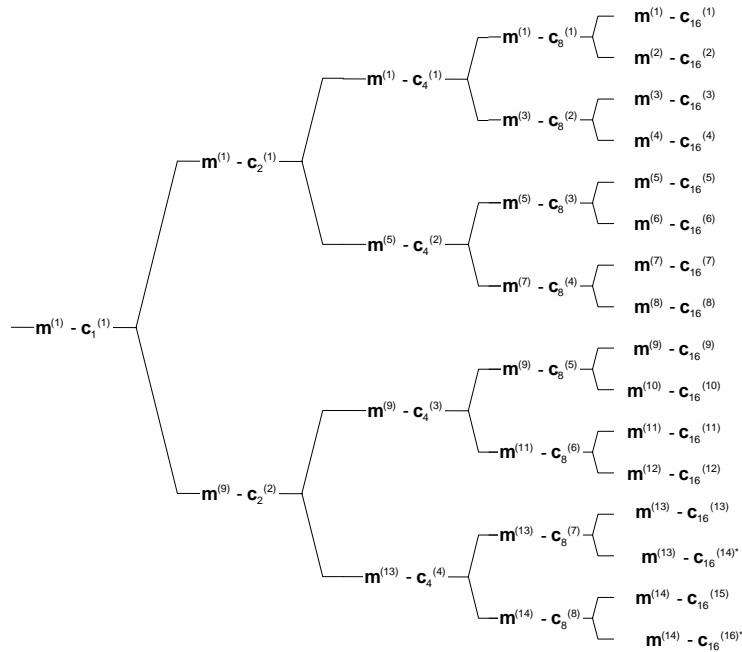 m(1) - c16(1)
m(1) - c8(1)
m(2) - c16(2)
m(1) - c4(1)
m(3) - c16(3)
m(3) - c8(2)
m(4) - c16(4)
m(1) - c2(1)
m(5) - c16(5)
m(5) - c8(3)
m(6) - c16(6)
m(5) - c4(2)
m(7) - c16(7)
m(7) - c8(4)
m(8) - c16(8)
m(1) - c1(1)
m(9) - c16(9)
m(9) - c8(5)
m(10) - c16(10)
m(9) - c4(3)
m(11) - c16(11)
m(11) - c8(6)
m(12) - c16(12)
m(9) - c2(2)
m(13) - c16(13)
m(13) - c8(7)
m(13) - c16(14)*
m(13) - c4(4)
m(14) - c16(15)
m(14) - c8(8)
m(14) - c16(16)*